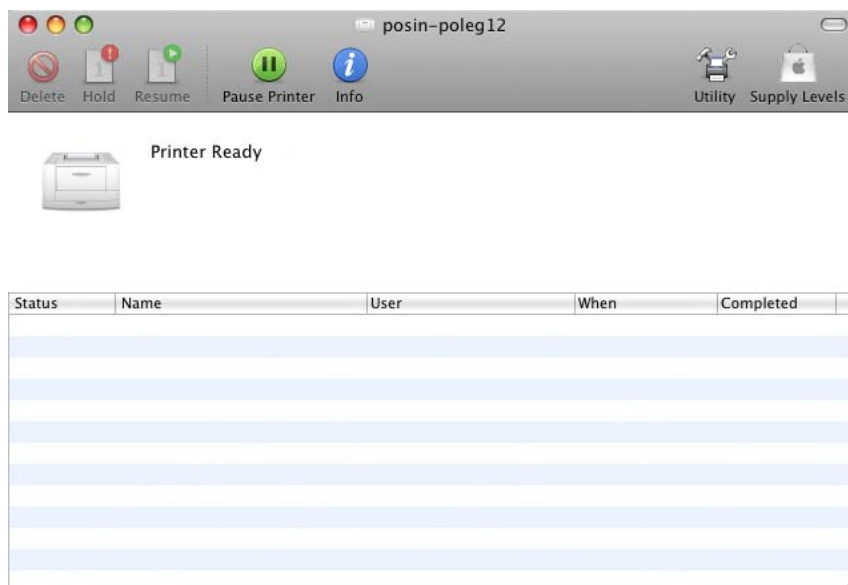 posin-poleg12
Delete Hold Resume Pause Printer Info Utility Supply Levels
Printer Ready
Status Name User When Completed